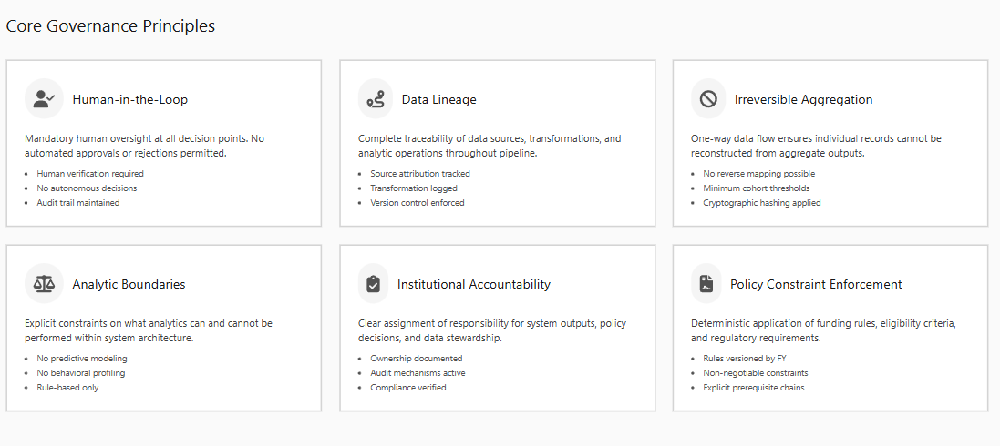 Core Governance Principles
Human-in-the-Loop
Mandatory human oversight at all decision points. No
automated approvals or rejections permitted.
Human verification required
No autonomous decisions
Audit trail maintained
Data Lineage
Complete traceability of data sources, transformations, and
analytic operations throughout pipeline.
Source attribution tracked
Transformation logged
Version control enforced
Irreversible Aggregation
One-way data flow ensures individual records cannot be
reconstructed from aggregate outputs.
No reverse mapping possible
Minimum cohort thresholds
Cryptographic hashing applied
Analytic Boundaries
Explicit constraints on what analytics can and cannot be
performed within system architecture.
No predictive modeling
No behavioral profiling
Rule-based only
Institutional Accountability
Clear assignment of responsibility for system outputs, policy
decisions, and data stewardship.
Ownership documented
Audit mechanisms active
Compliance verified
Policy Constraint Enforcement
Deterministic application of funding rules, eligibility criteria,
and regulatory requirements.
Rules versioned by FY
Non-negotiable constraints
Explicit prerequisite chains